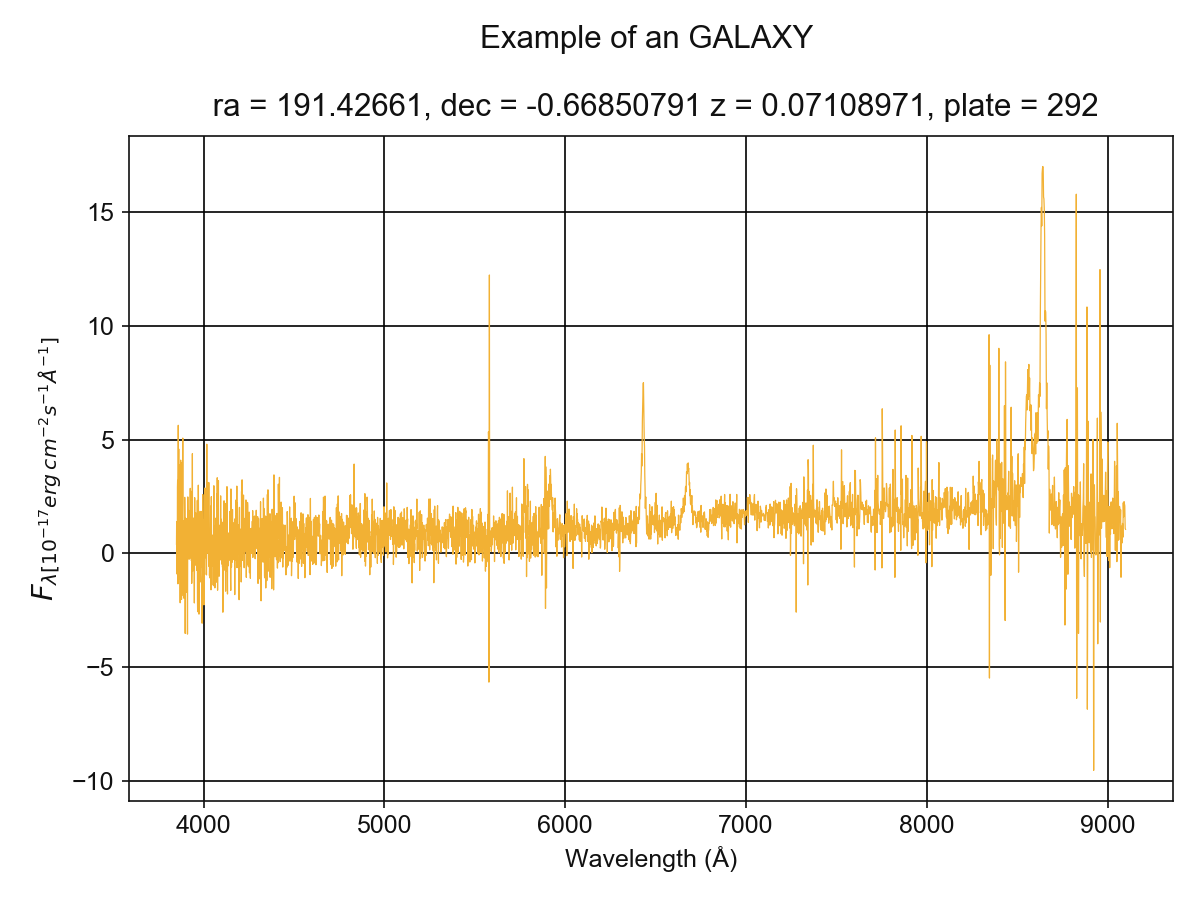 Example of an GALAXY
ra = 191.42661, dec = -0.66850791 z = 0.07108971, plate = 292
15
10
5
0
−5
−10
F_{λ[10^{−17}erg cm^{−2}s^{−1}Å^{−1}]}
4000 5000 6000 7000 8000 9000
Wavelength (Å)